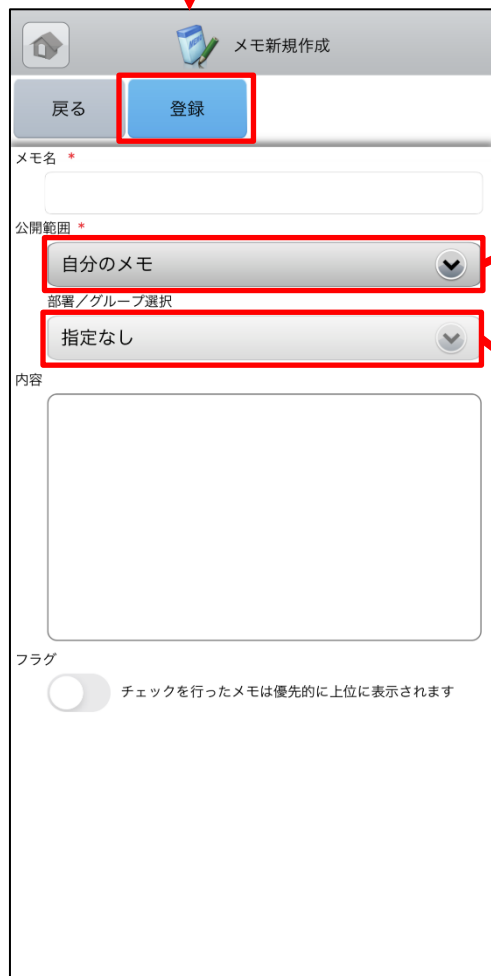 メモ新規作成
戻る
登録
メモ名 *
公開範囲 *
自分のメモ
部署／グループ選択
指定なし
内容
フラグ
チェックを行ったメモは優先的に上位に表示されます